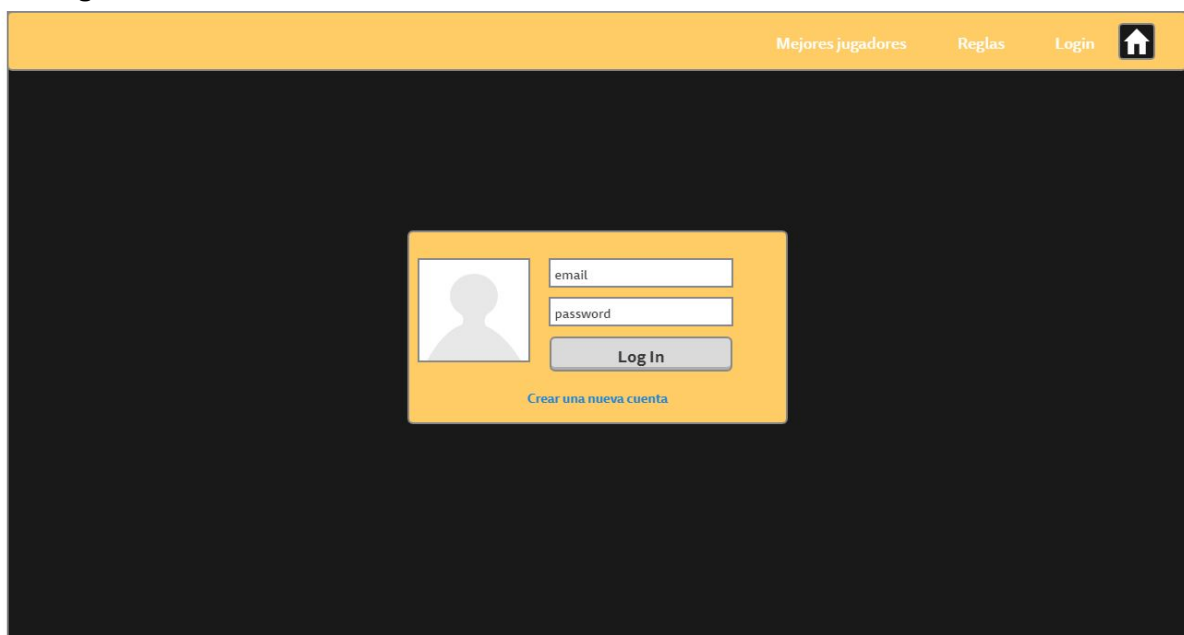 Mejores jugadores Reglas Login
email
password
Log In
Crear una nueva cuenta